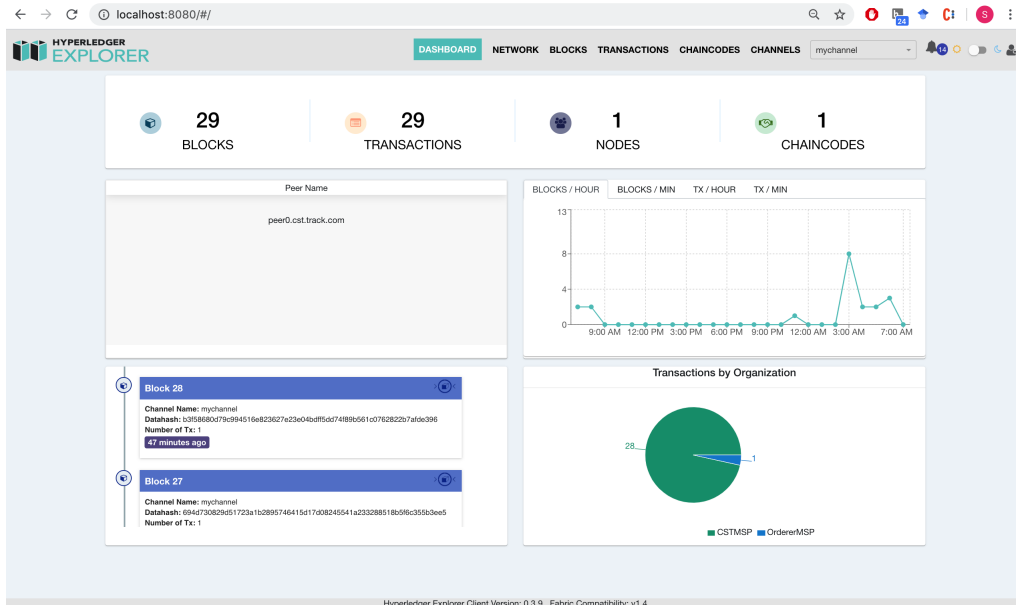 localhost:8080/#/
24
S
HYPERLEDGER
EXPLORER
DASHBOARD NETWORK BLOCKS TRANSACTIONS CHAINCODES CHANNELS mychannel 14
29
BLOCKS
29
TRANSACTIONS
1
NODES
1
CHAINCODES
Peer Name
peer0.cst.track.com
BLOCKS / HOUR BLOCKS / MIN TX / HOUR TX / MIN
13
8
4
0
9:00 AM 12:00 PM 3:00 PM 6:00 PM 9:00 PM 12:00 AM 3:00 AM 7:00 AM
Block 28
Channel Name: mychannel
Datahash: b3f58680d79c994516e823627e23e04bdff5dd74f89b561c0762822b7afde396
Number of Tx: 1
47 minutes ago
Block 27
Channel Name: mychannel
Datahash: 694d730829d51723a1b2895746415d17d08245541a233288518b5f6c355b3ee5
Number of Tx: 1
Transactions by Organization
28
1
CSTMSP OrdererMSP
Hyperledger Explorer Client Version: 0.3.9 Fabric Compatibility: v1.4